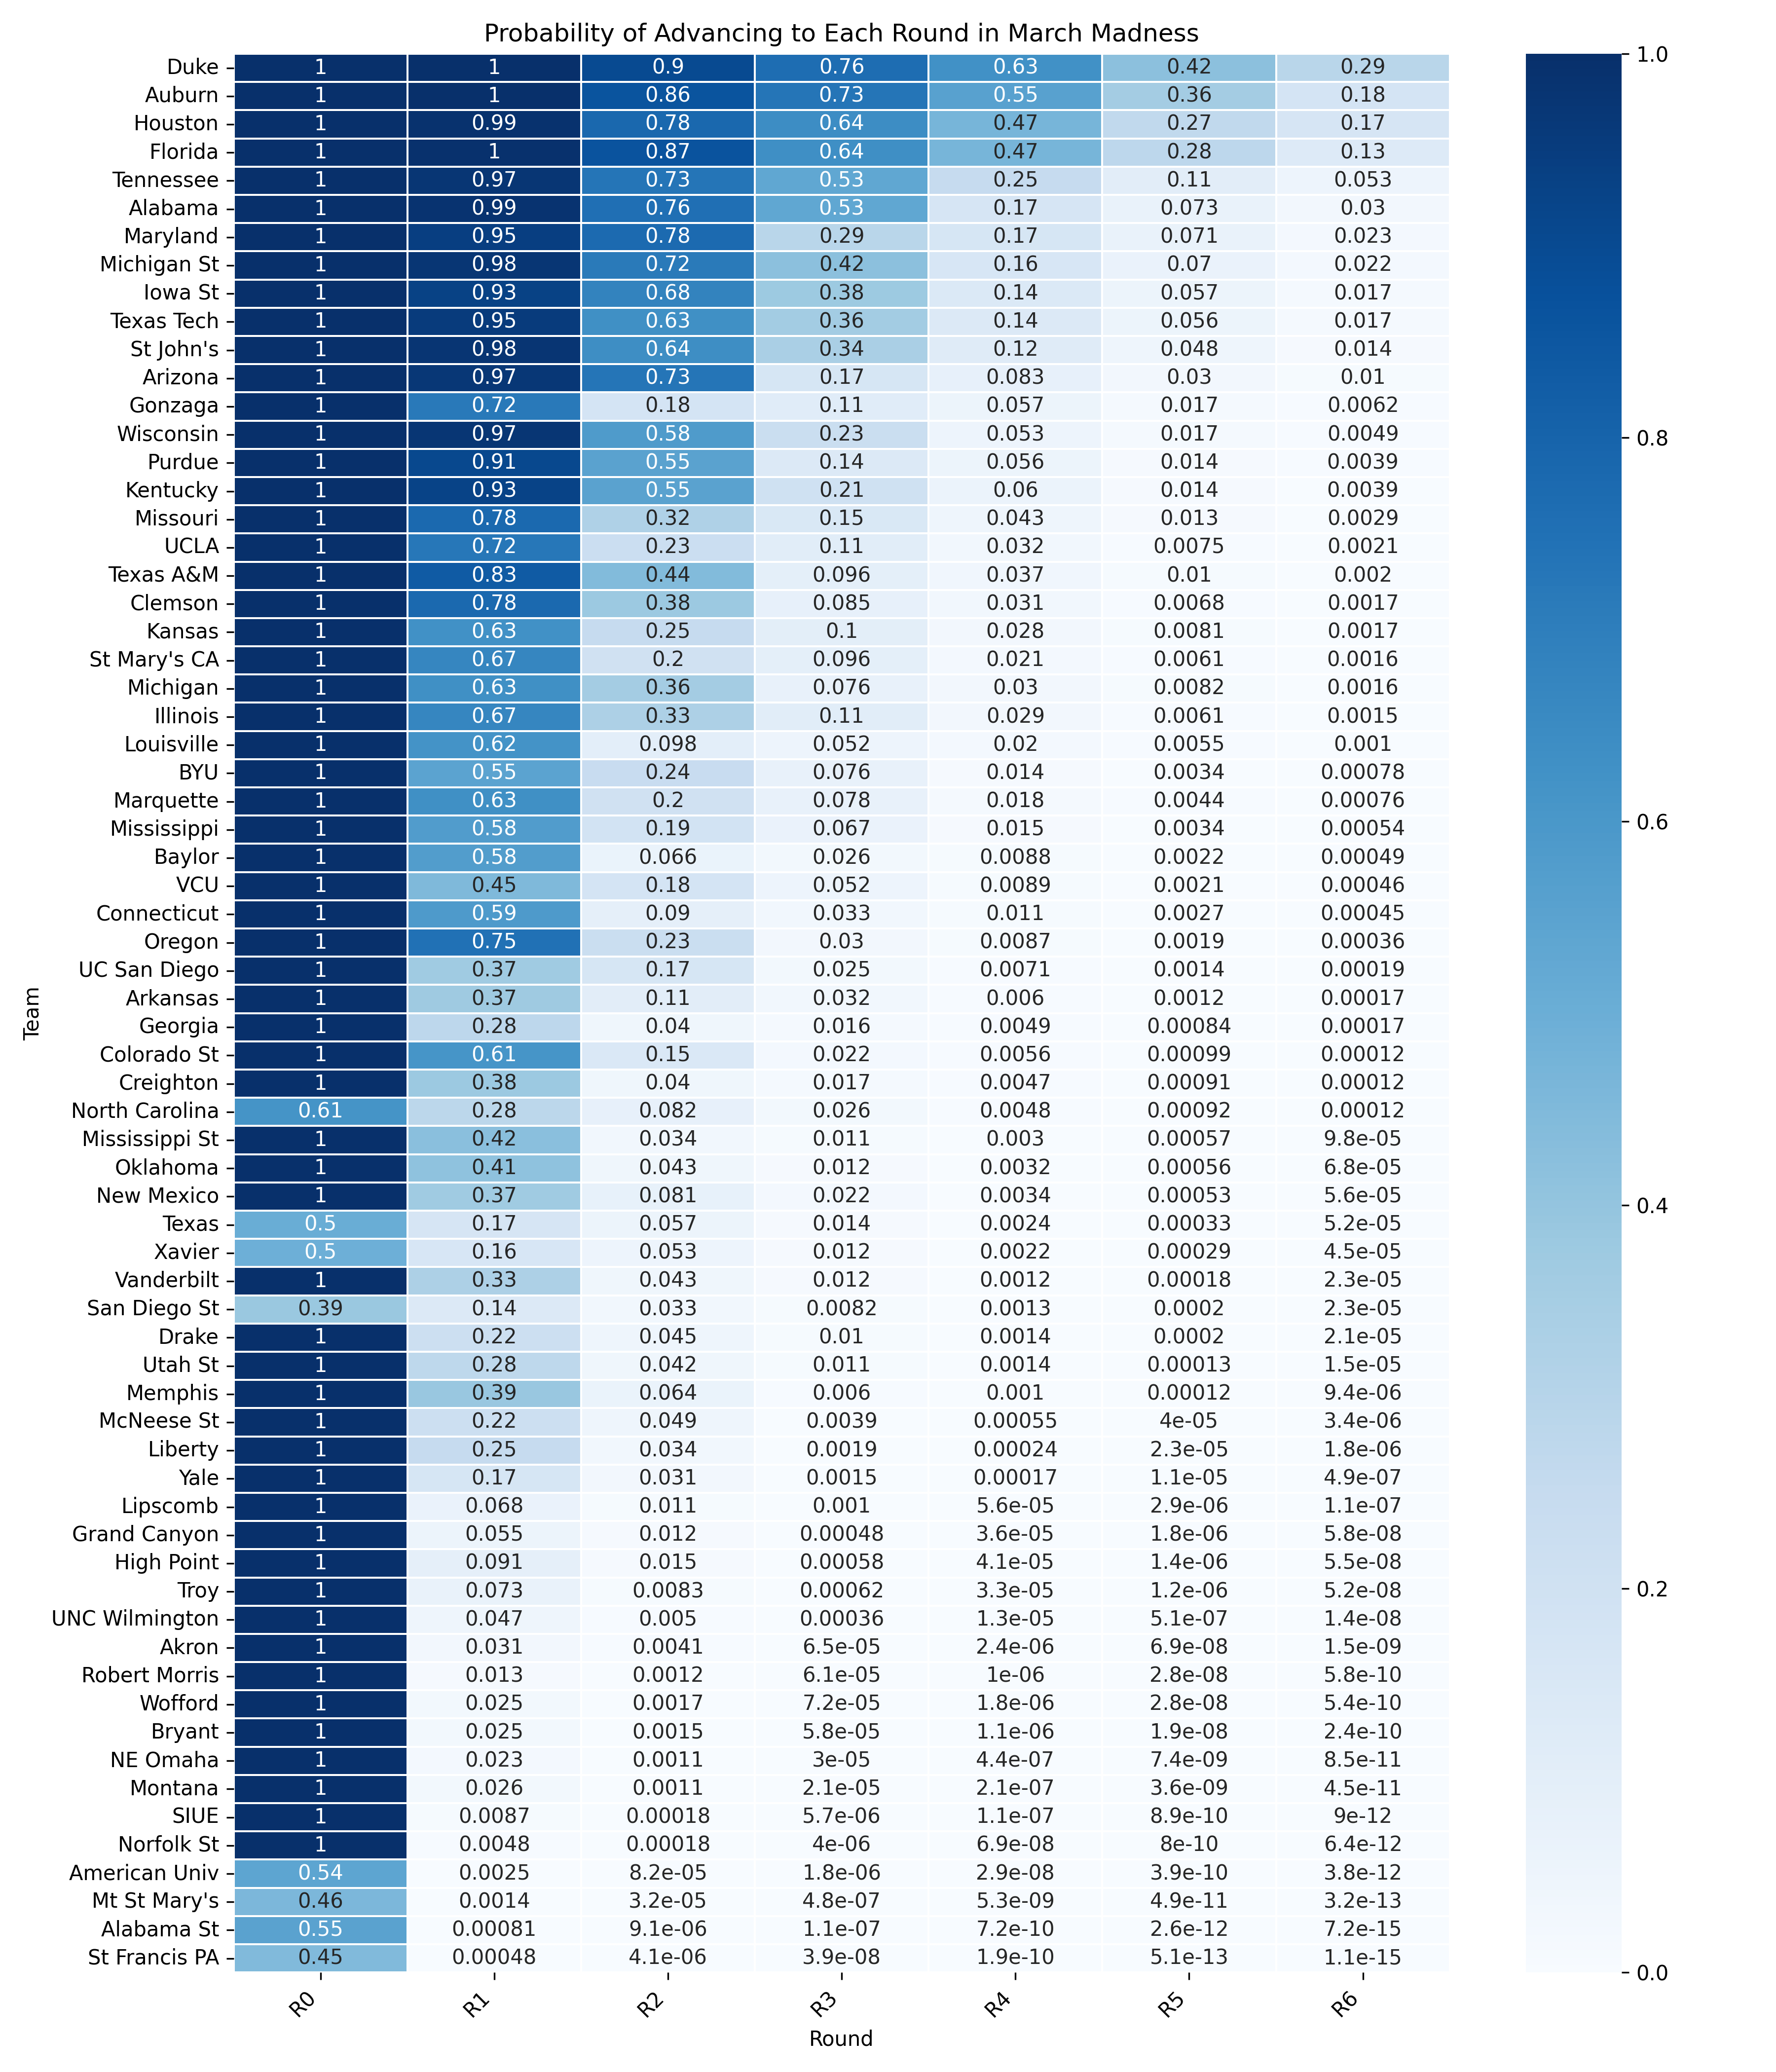 Probability of Advancing to Each Round in March Madness
Duke 1 1 0.9 0.76 0.63 0.42 0.29
Auburn 1 1 0.86 0.73 0.55 0.36 0.18
Houston 1 0.99 0.78 0.64 0.47 0.27 0.17
Florida 1 1 0.87 0.64 0.47 0.28 0.13
Tennessee 1 0.97 0.73 0.53 0.25 0.11 0.053
Alabama 1 0.99 0.76 0.53 0.17 0.073 0.03
Maryland 1 0.95 0.78 0.29 0.17 0.071 0.023
Michigan St 1 0.98 0.72 0.42 0.16 0.07 0.022
Iowa St 1 0.93 0.68 0.38 0.14 0.057 0.017
Texas Tech 1 0.95 0.63 0.36 0.14 0.056 0.017
St John's 1 0.98 0.64 0.34 0.12 0.048 0.014
Arizona 1 0.97 0.73 0.17 0.083 0.03 0.01
Gonzaga 1 0.72 0.18 0.11 0.057 0.017 0.0062
Wisconsin 1 0.97 0.58 0.23 0.053 0.017 0.0049
Purdue 1 0.91 0.55 0.14 0.056 0.014 0.0039
Kentucky 1 0.93 0.55 0.21 0.06 0.014 0.0039
Missouri 1 0.78 0.32 0.15 0.043 0.013 0.0029
UCLA 1 0.72 0.23 0.11 0.032 0.0075 0.0021
Texas A&M 1 0.83 0.44 0.096 0.037 0.01 0.002
Clemson 1 0.78 0.38 0.085 0.031 0.0068 0.0017
Kansas 1 0.63 0.25 0.1 0.028 0.0081 0.0017
St Mary's CA 1 0.67 0.2 0.096 0.021 0.0061 0.0016
Michigan 1 0.63 0.36 0.076 0.03 0.0082 0.0016
Illinois 1 0.67 0.33 0.11 0.029 0.0061 0.0015
Louisville 1 0.62 0.098 0.052 0.02 0.0055 0.001
BYU 1 0.55 0.24 0.076 0.014 0.0034 0.00078
Marquette 1 0.63 0.2 0.078 0.018 0.0044 0.00076
Mississippi 1 0.58 0.19 0.067 0.015 0.0034 0.00054
Baylor 1 0.58 0.066 0.026 0.0088 0.0022 0.00049
VCU 1 0.45 0.18 0.052 0.0089 0.0021 0.00046
Connecticut 1 0.59 0.09 0.033 0.011 0.0027 0.00045
Oregon 1 0.75 0.23 0.03 0.0087 0.0019 0.00036
UC San Diego 1 0.37 0.17 0.025 0.0071 0.0014 0.00019
Arkansas 1 0.37 0.11 0.032 0.006 0.0012 0.00017
Georgia 1 0.28 0.04 0.016 0.0049 0.00084 0.00017
Colorado St 1 0.61 0.15 0.022 0.0056 0.00099 0.00012
Creighton 1 0.38 0.04 0.017 0.0047 0.00091 0.00012
North Carolina 0.61 0.28 0.082 0.026 0.0048 0.00092 0.00012
Mississippi St 1 0.42 0.034 0.011 0.003 0.00057 9.8e-05
Oklahoma 1 0.41 0.043 0.012 0.0032 0.00056 6.8e-05
New Mexico 1 0.37 0.081 0.022 0.0034 0.00053 5.6e-05
Texas 0.5 0.17 0.057 0.014 0.0024 0.00033 5.2e-05
Xavier 0.5 0.16 0.053 0.012 0.0022 0.00029 4.5e-05
Vanderbilt 1 0.33 0.043 0.012 0.0012 0.00018 2.3e-05
San Diego St 0.39 0.14 0.033 0.0082 0.0013 0.0002 2.3e-05
Drake 1 0.22 0.045 0.01 0.0014 0.0002 2.1e-05
Utah St 1 0.28 0.042 0.011 0.0014 0.00013 1.5e-05
Memphis 1 0.39 0.064 0.006 0.001 0.00012 9.4e-06
McNeese St 1 0.22 0.049 0.0039 0.00055 4e-05 3.4e-06
Liberty 1 0.25 0.034 0.0019 0.00024 2.3e-05 1.8e-06
Yale 1 0.17 0.031 0.0015 0.00017 1.1e-05 4.9e-07
Lipscomb 1 0.068 0.011 0.001 5.6e-05 2.9e-06 1.1e-07
Grand Canyon 1 0.055 0.012 0.00048 3.6e-05 1.8e-06 5.8e-08
High Point 1 0.091 0.015 0.00058 4.1e-05 1.4e-06 5.5e-08
Troy 1 0.073 0.0083 0.00062 3.3e-05 1.2e-06 5.2e-08
UNC Wilmington 1 0.047 0.005 0.00036 1.3e-05 5.1e-07 1.4e-08
Akron 1 0.031 0.0041 6.5e-05 2.4e-06 6.9e-08 1.5e-09
Robert Morris 1 0.013 0.0012 6.1e-05 1e-06 2.8e-08 5.8e-10
Wofford 1 0.025 0.0017 7.2e-05 1.8e-06 2.8e-08 5.4e-10
Bryant 1 0.025 0.0015 5.8e-05 1.1e-06 1.9e-08 2.4e-10
NE Omaha 1 0.023 0.0011 3e-05 4.4e-07 7.4e-09 8.5e-11
Montana 1 0.026 0.0011 2.1e-05 2.1e-07 3.6e-09 4.5e-11
SIUE 1 0.0087 0.00018 5.7e-06 1.1e-07 8.9e-10 9e-12
Norfolk St 1 0.0048 0.00018 4e-06 6.9e-08 8e-10 6.4e-12
American Univ 0.54 0.0025 8.2e-05 1.8e-06 2.9e-08 3.9e-10 3.8e-12
Mt St Mary's 0.46 0.0014 3.2e-05 4.8e-07 5.3e-09 4.9e-11 3.2e-13
Alabama St 0.55 0.00081 9.1e-06 1.1e-07 7.2e-10 2.6e-12 7.2e-15
St Francis PA 0.45 0.00048 4.1e-06 3.9e-08 1.9e-10 5.1e-13 1.1e-15
R0 R1 R2 R3 R4 R5 R6
Round
Team
1.0
0.8
0.6
0.4
0.2
0.0